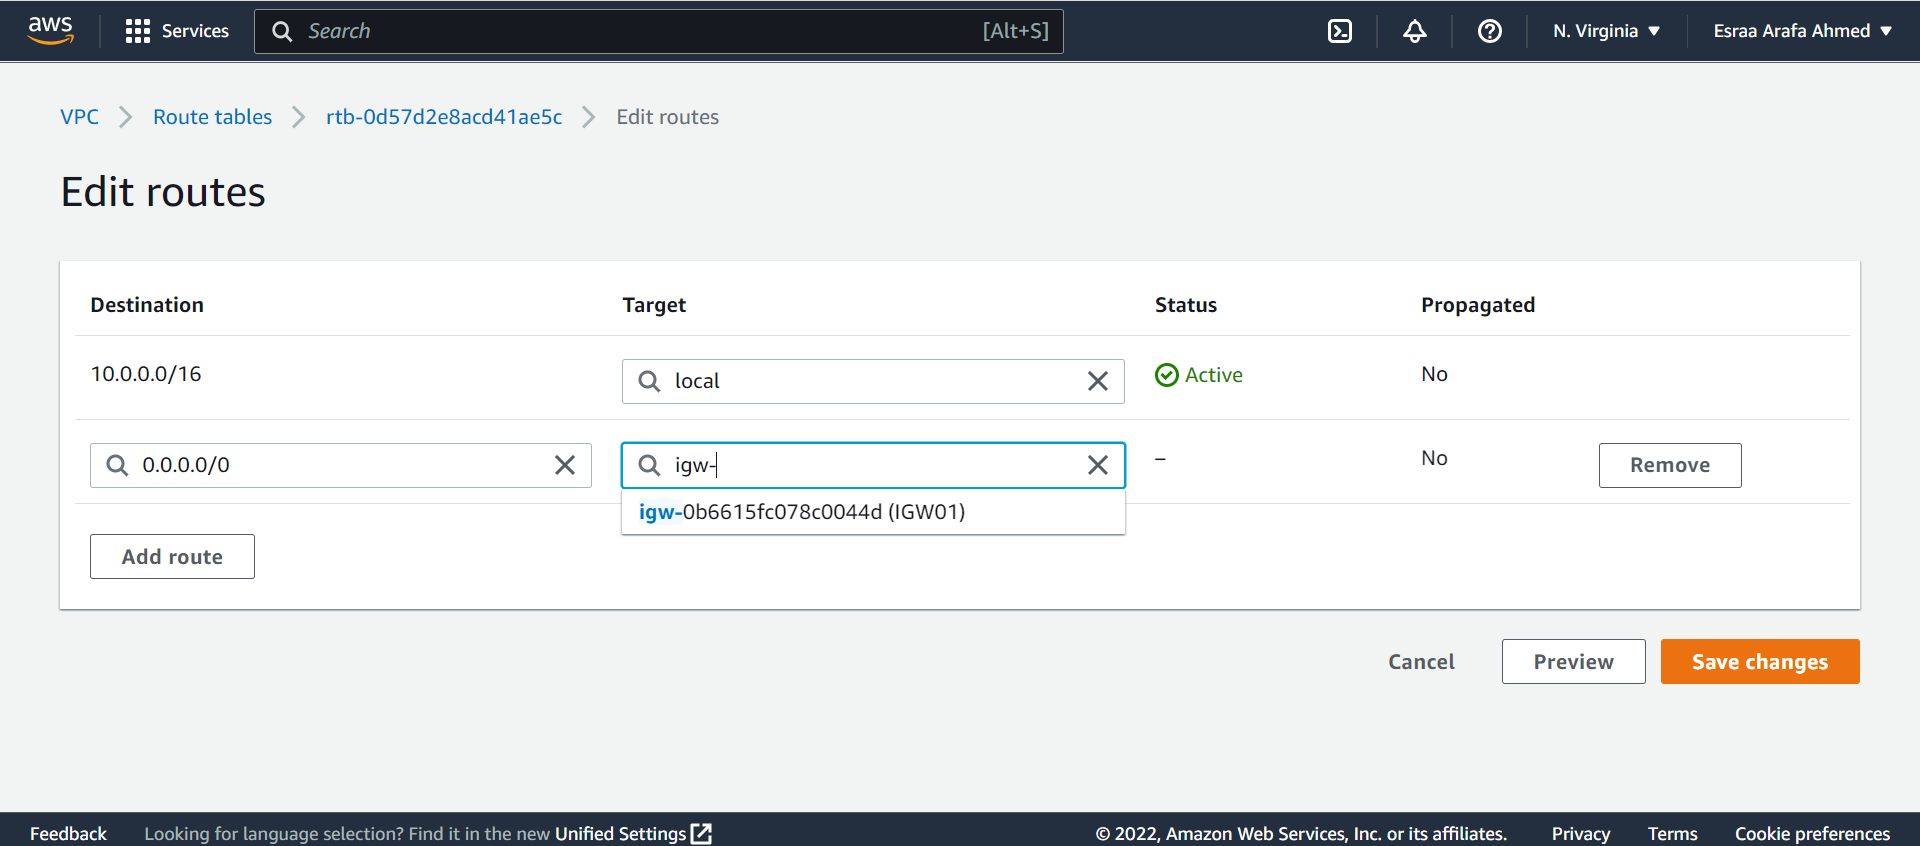 aws Services Search [Alt+S] N. Virginia Esraa Arafa Ahmed
VPC Route tables rtb-0d57d2e8acd41ae5c Edit routes
Edit routes
Destination Target Status Propagated
10.0.0.0/16 local Active No
0.0.0.0/0 igw- – No Remove
igw-0b6615fc078c0044d (IGW01)
Add route
Cancel Preview Save changes
Feedback Looking for language selection? Find it in the new Unified Settings © 2022, Amazon Web Services, Inc. or its affiliates. Privacy Terms Cookie preferences